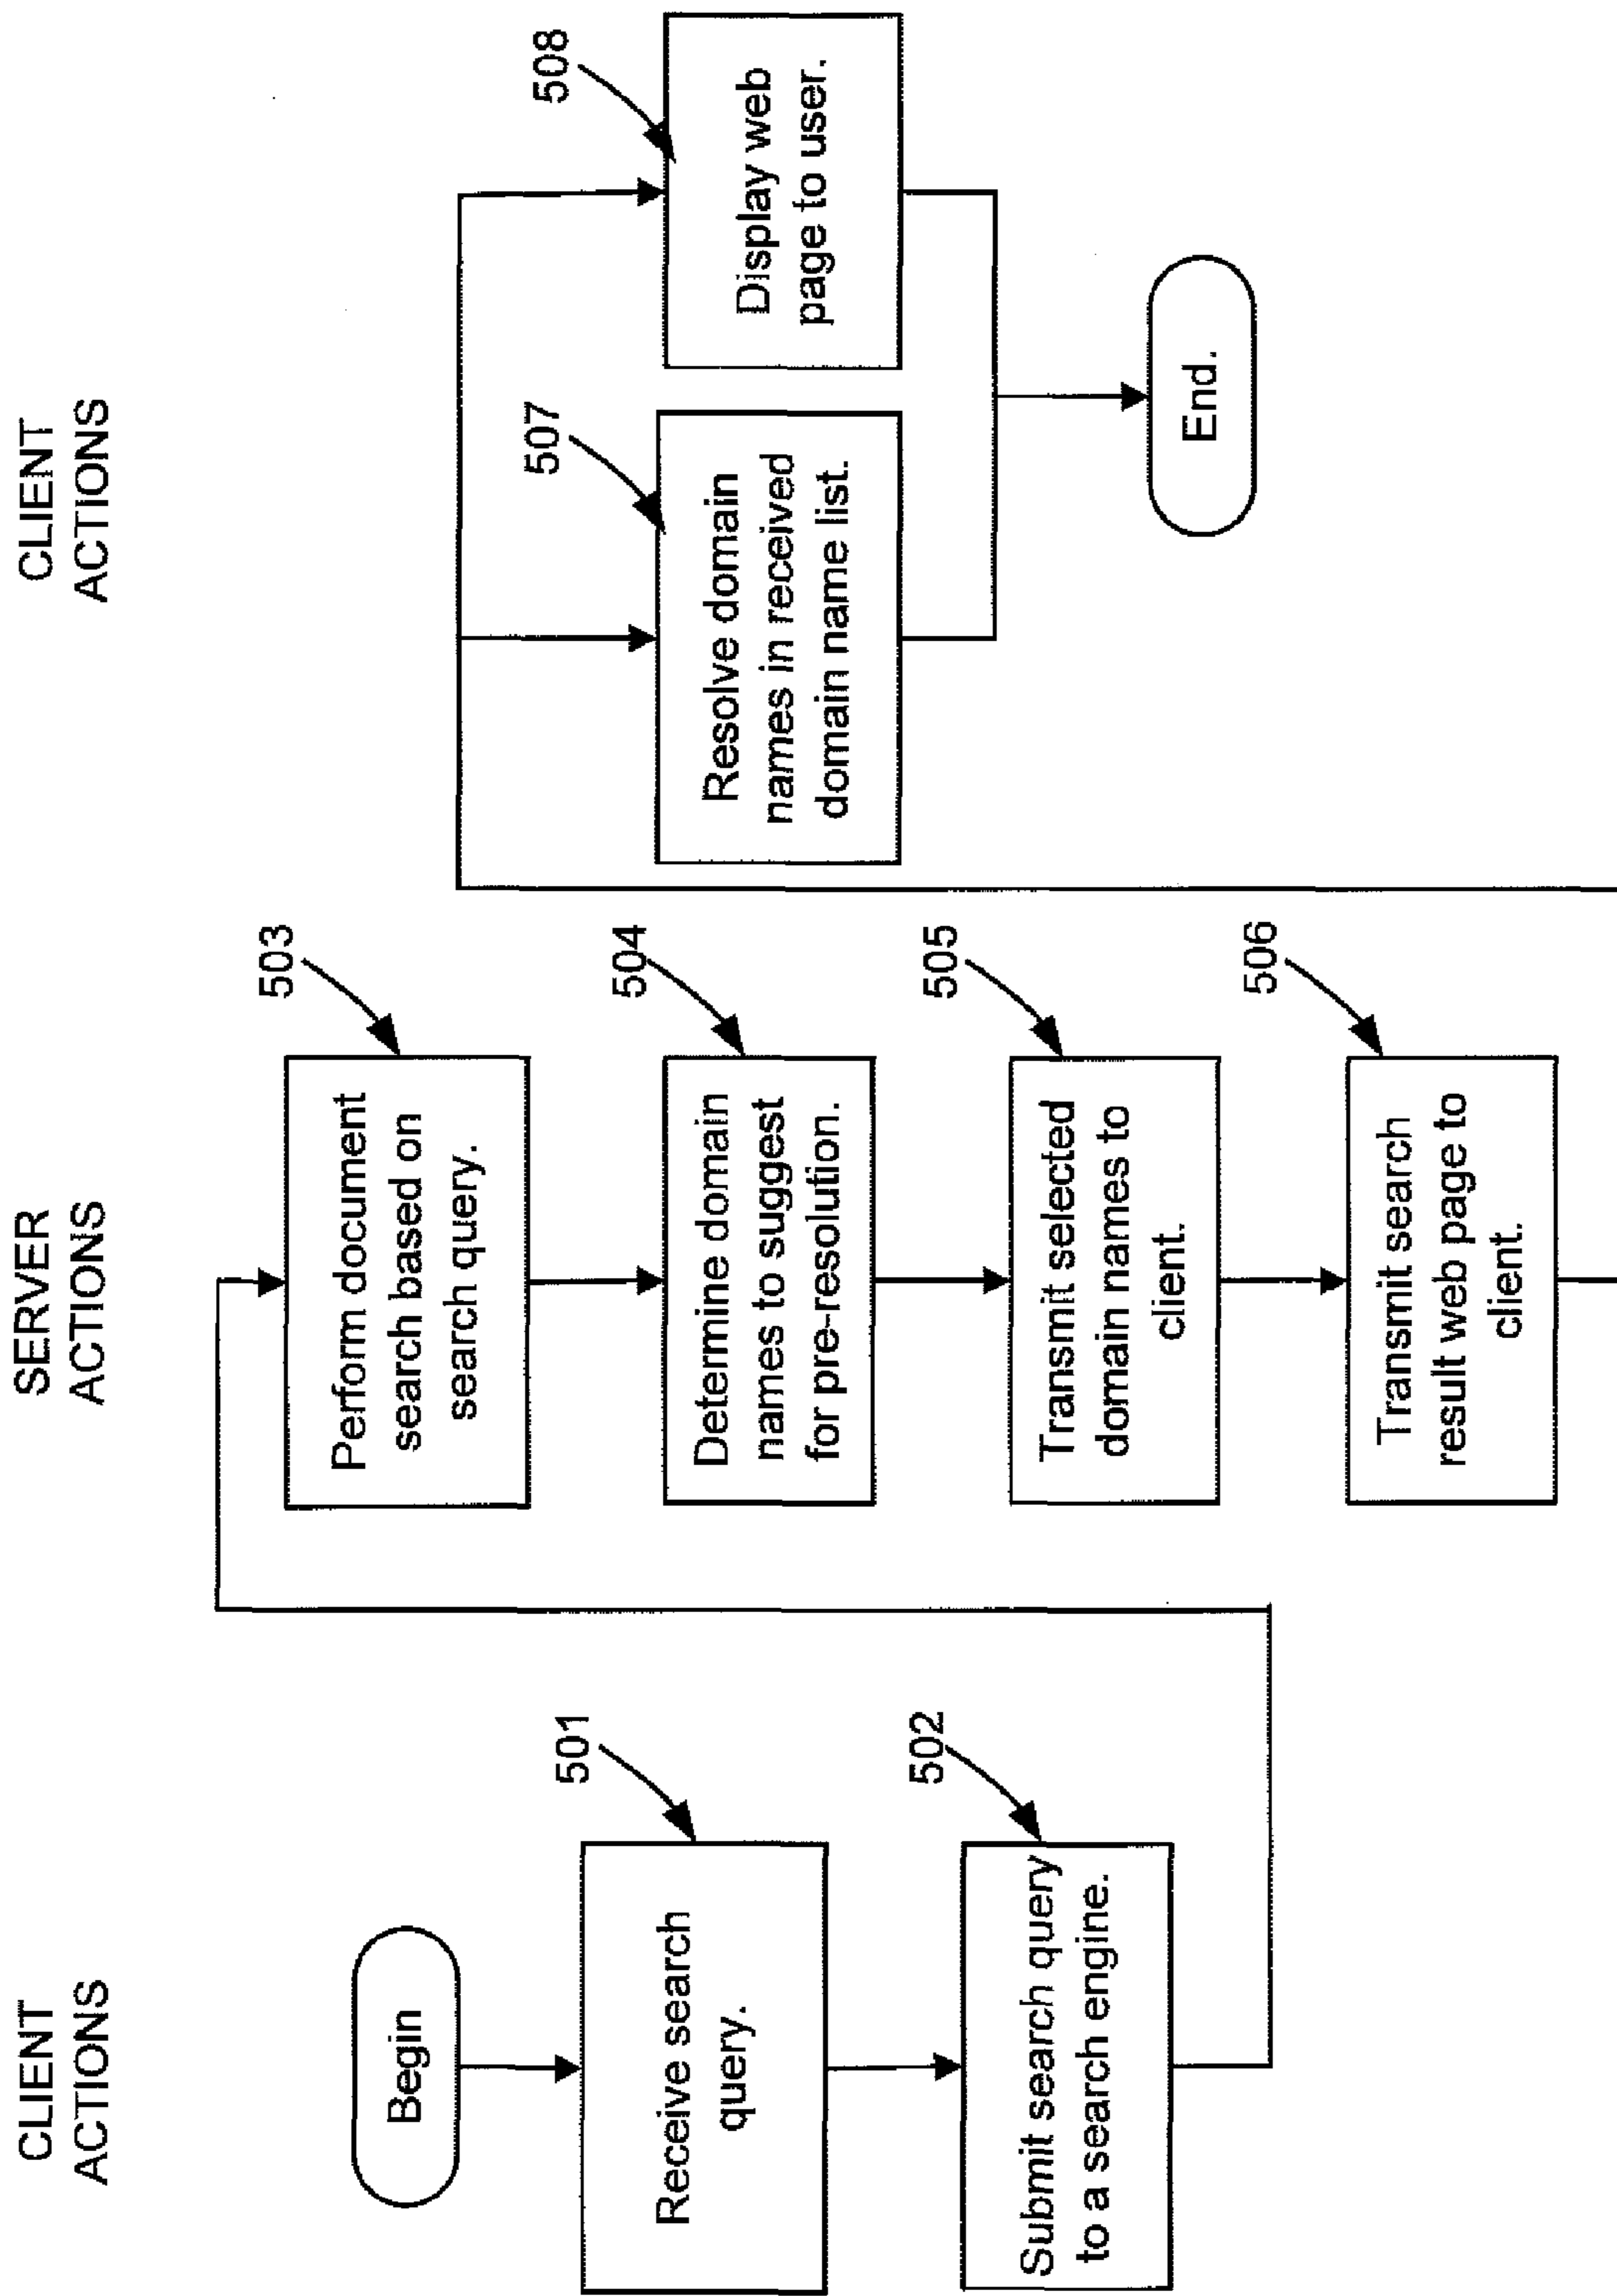 CLIENT
ACTIONS
Begin
501
Receive search
query.
502
Submit search query
to a search engine.
SERVER
ACTIONS
503
Perform document
search based on
search query.
504
Determine domain
names to suggest
for pre-resolution.
505
Transmit selected
domain names to
client.
506
Transmit search
result web page to
client.
CLIENT
ACTIONS
507
Resolve domain
names in received
domain name list.
508
Display web
page to user.
End.